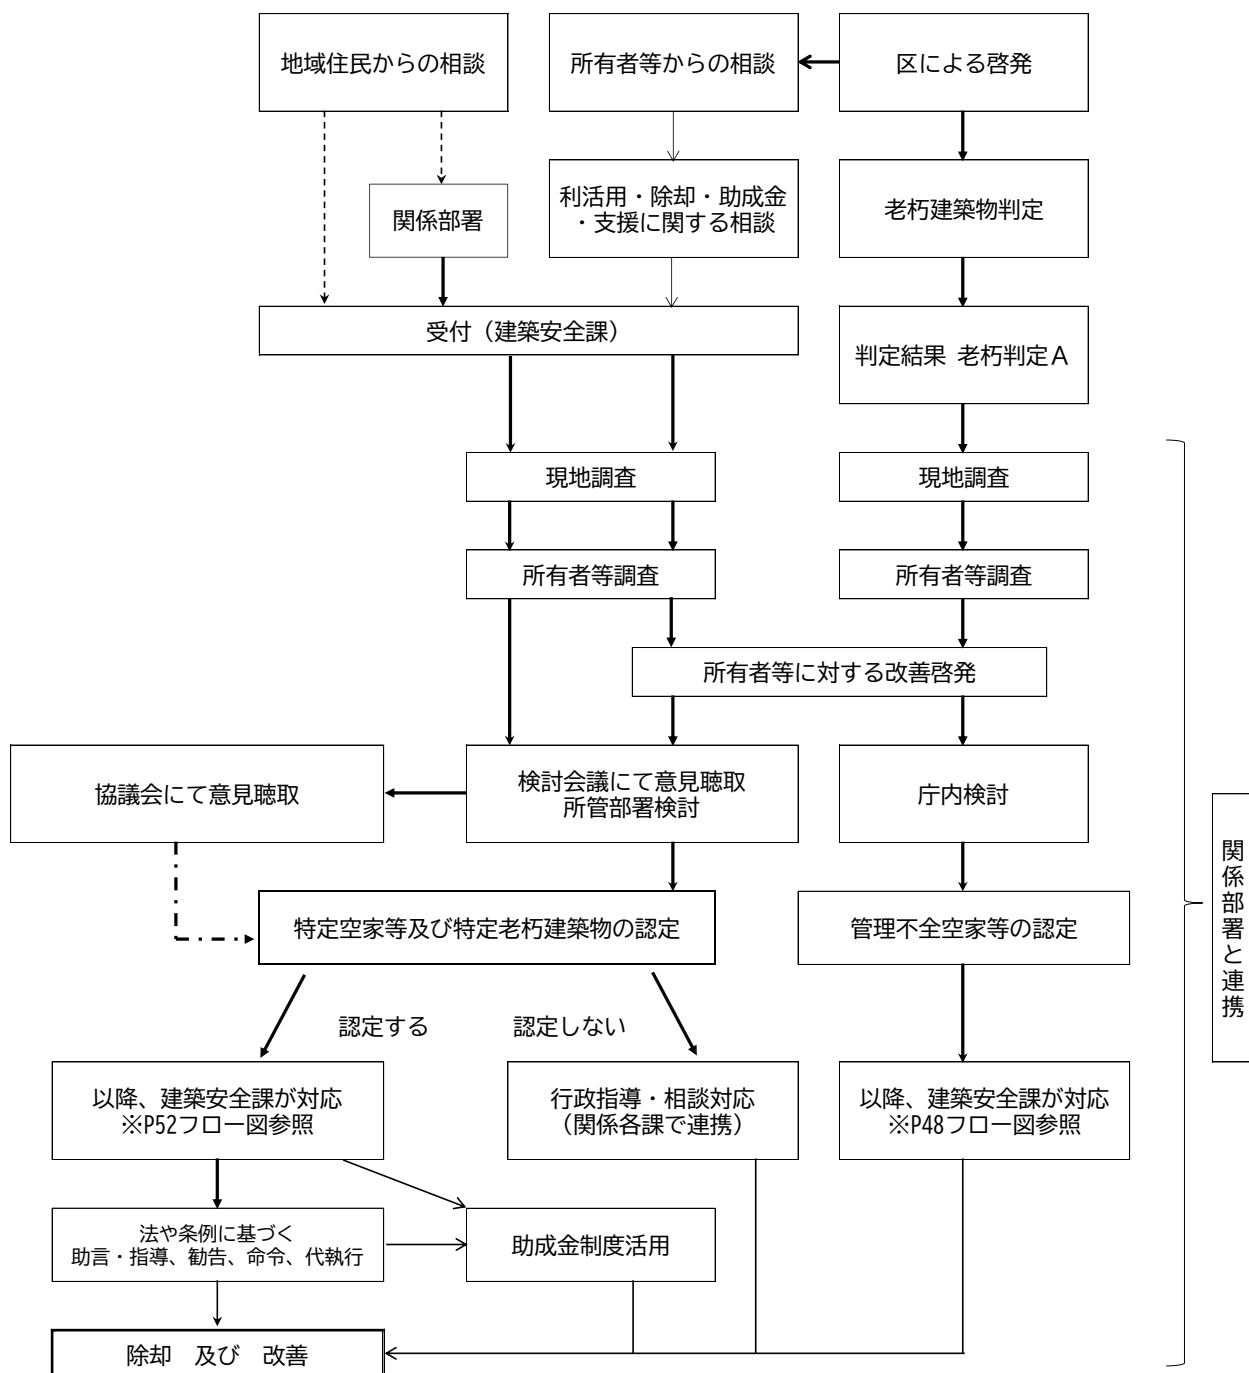 地域住民からの相談
所有者等からの相談
区による啓発
関係部署
利活用・除却・助成金
・支援に関する相談
老朽建築物判定
受付（建築安全課）
判定結果 老朽判定Ａ
現地調査
現地調査
所有者等調査
所有者等調査
所有者等に対する改善啓発
協議会にて意見聴取
検討会議にて意見聴取
所管部署検討
庁内検討
関係部署と連携
特定空家等及び特定老朽建築物の認定
管理不全空家等の認定
認定する
認定しない
以降、建築安全課が対応
※P52フロー図参照
行政指導・相談対応
（関係各課で連携）
以降、建築安全課が対応
※P48フロー図参照
法や条例に基づく
助言・指導、勧告、命令、代執行
助成金制度活用
除却　及び　改善